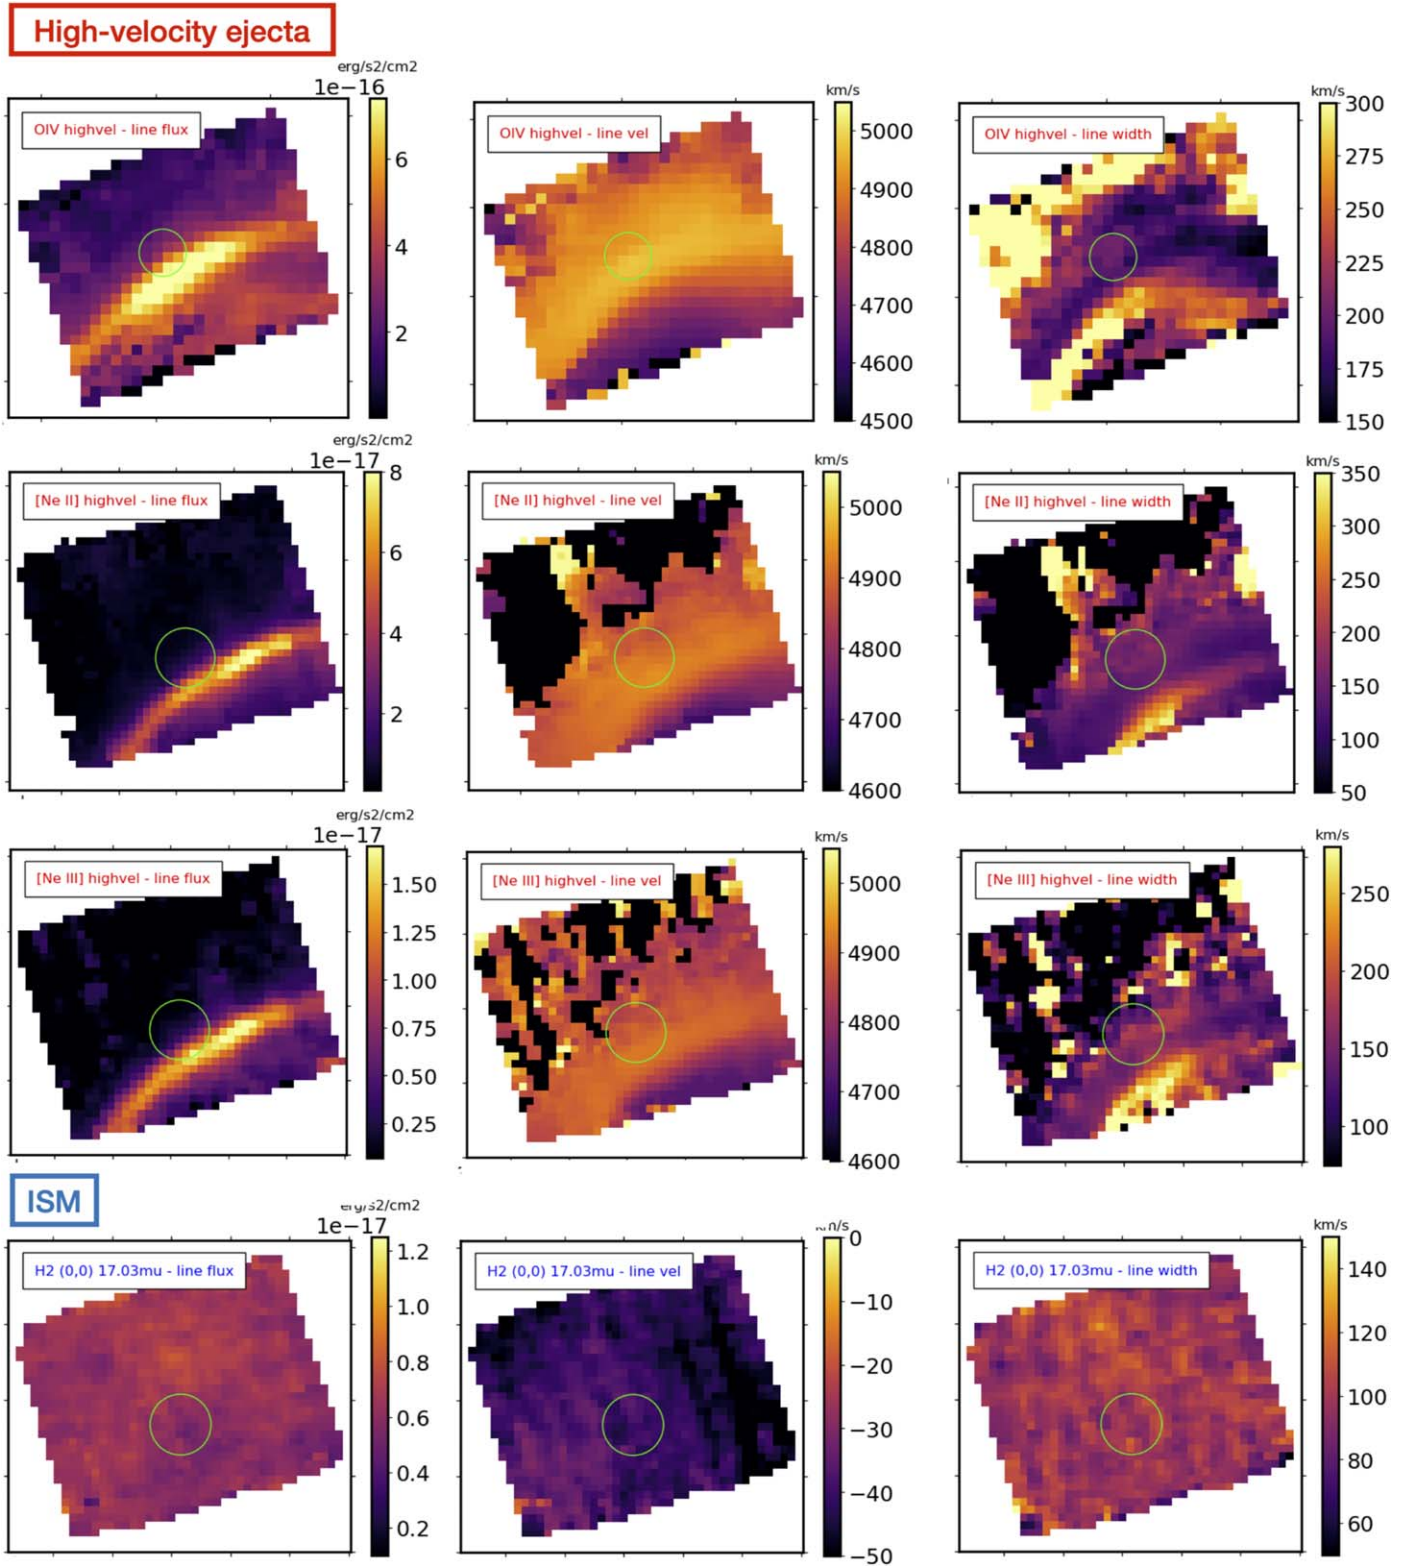 High-velocity ejecta
erg/s2/cm2
1e−16
OIV highvel - line flux
6
4
2
km/s
OIV highvel - line vel
5000
4900
4800
4700
4600
4500
km/s
OIV highvel - line width
300
275
250
225
200
175
150
erg/s2/cm2
1e−17
[Ne II] highvel - line flux
8
6
4
2
km/s
[Ne II] highvel - line vel
5000
4900
4800
4700
4600
km/s
[Ne II] highvel - line width
350
300
250
200
150
100
50
erg/s2/cm2
1e−17
[Ne III] highvel - line flux
1.50
1.25
1.00
0.75
0.50
0.25
km/s
[Ne III] highvel - line vel
5000
4900
4800
4700
4600
km/s
[Ne III] highvel - line width
250
200
150
100
ISM
erg/s2/cm2
1e−17
H2 (0,0) 17.03mu - line flux
1.2
1.0
0.8
0.6
0.4
0.2
km/s
H2 (0,0) 17.03mu - line vel
0
−10
−20
−30
−40
−50
km/s
H2 (0,0) 17.03mu - line width
140
120
100
80
60